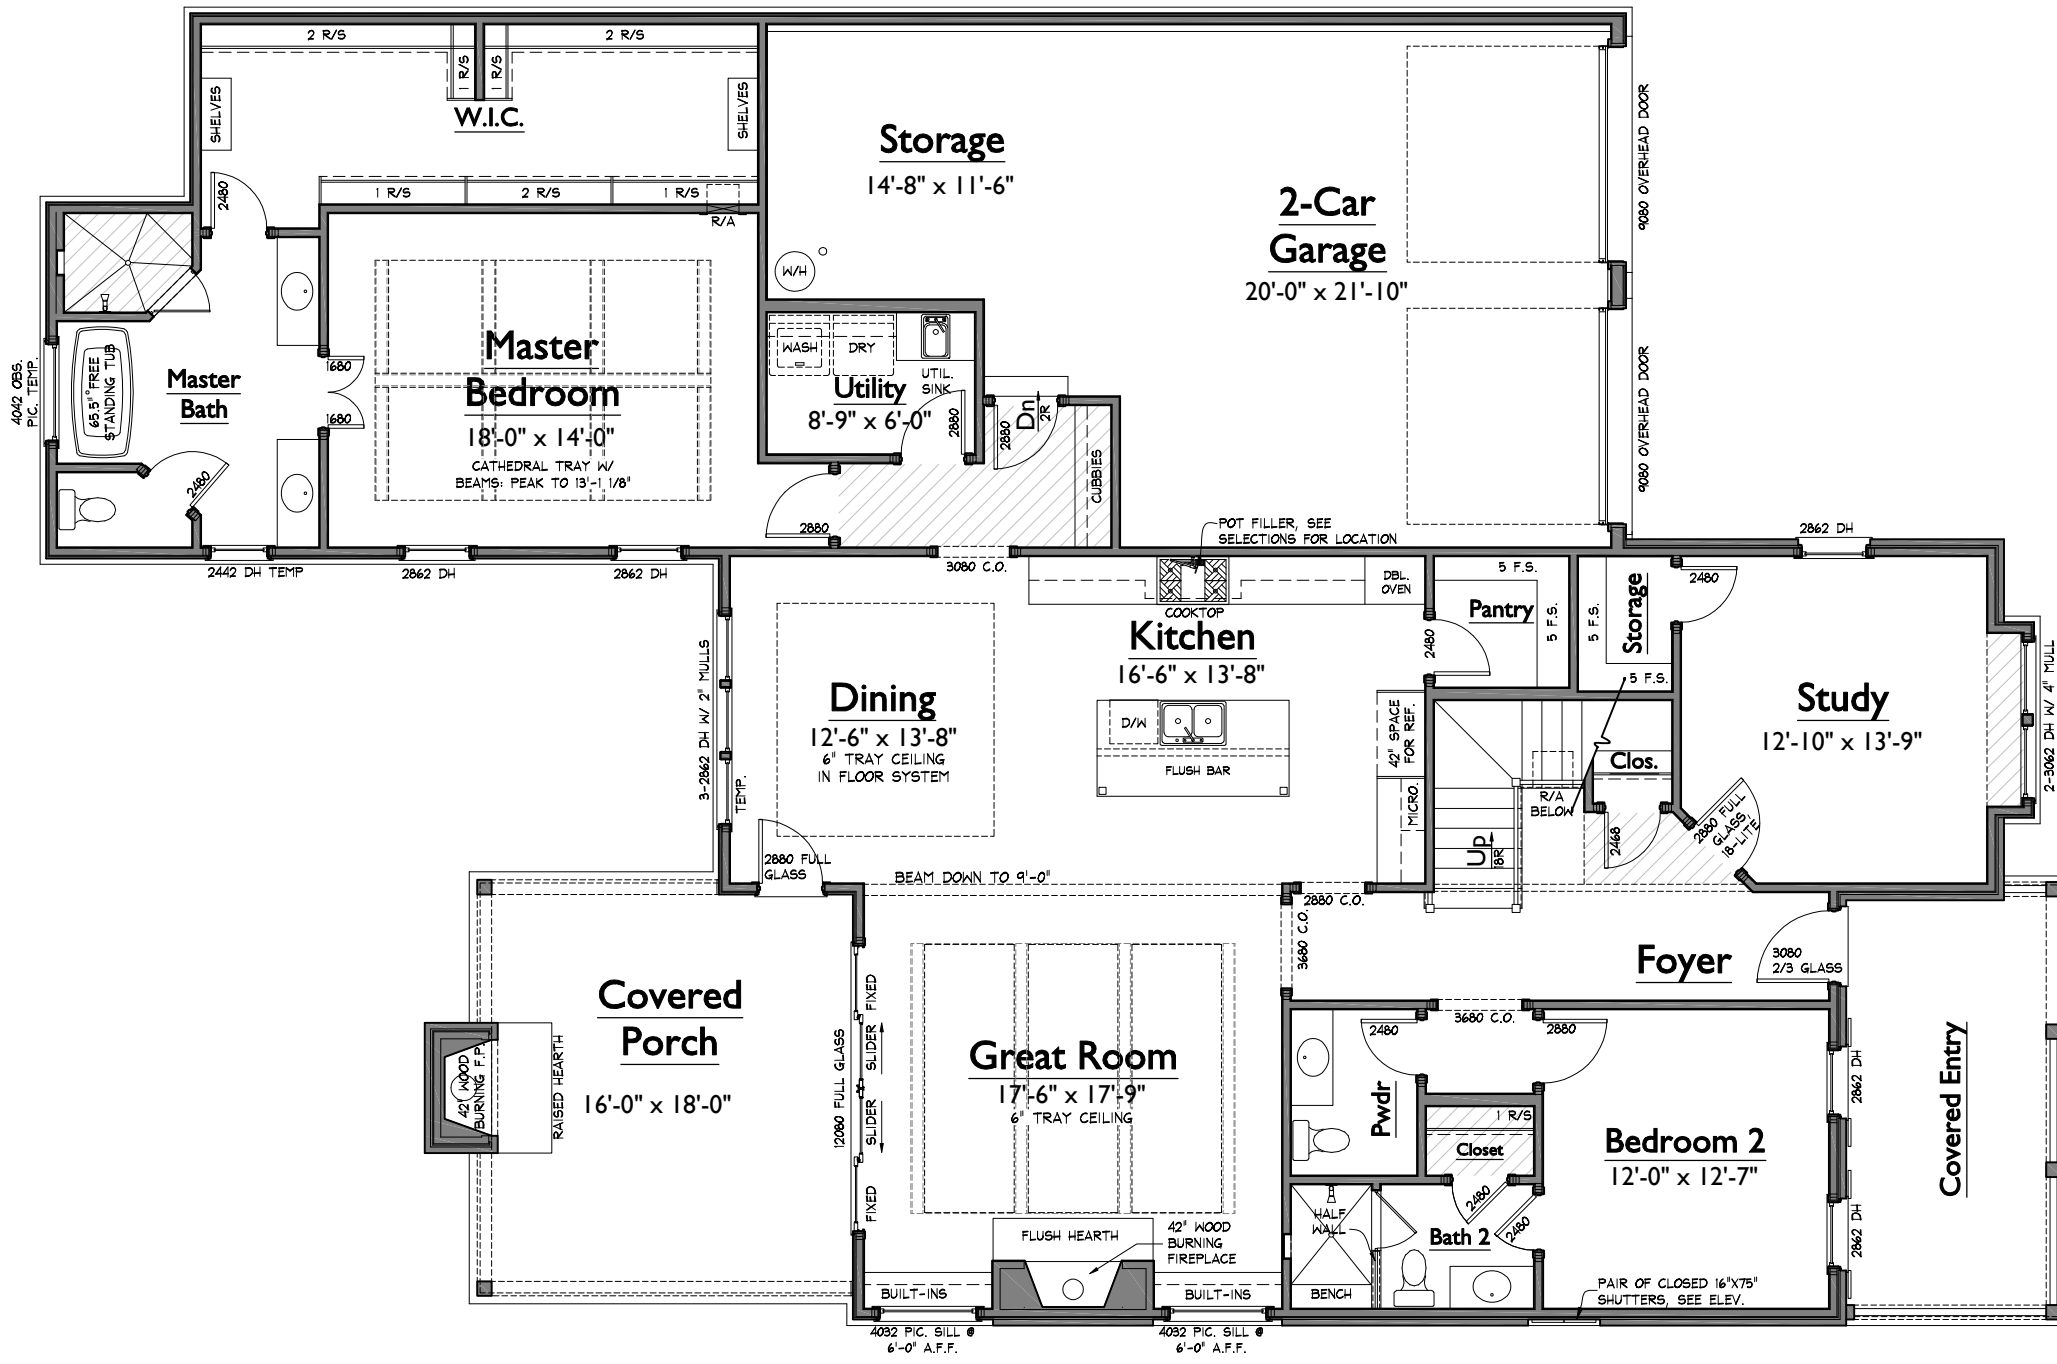 2 R/S
2 R/S
1 R/S
1 R/S
SHELVES
SHELVES
W.I.C.
2480
1 R/S
2 R/S
1 R/S
R/A
Storage
14'-8" x 11'-6"
W/H
2-Car
Garage
20'-0" x 21'-10"
9080 OVERHEAD DOOR
9080 OVERHEAD DOOR
4042 OBS.
PIC. TEMP.
65.5" FREE
STANDING TUB
Master
Bath
1680
1680
2480
Master
Bedroom
18'-0" x 14'-0"
CATHEDRAL TRAY W/
BEAMS: PEAK TO 13'-1 1/8"
WASH
DRY
UTIL.
SINK
Utility
8'-9" x 6'-0"
2880
2880
Dn
2R
CUBBIES
2880
2442 DH TEMP
2862 DH
2862 DH
3080 C.O.
POT FILLER, SEE
SELECTIONS FOR LOCATION
2862 DH
COOKTOP
DBL.
OVEN
Kitchen
16'-6" x 13'-8"
D/W
FLUSH BAR
42" SPACE
FOR REF.
MICRO.
5 F.S.
Pantry
5 F.S.
2480
5 F.S.
Storage
2480
5 F.S.
Study
12'-10" x 13'-9"
2-3062 DH W/ 4" MULL
3-2862 DH W/ 2" MULLS
TEMP.
Dining
12'-6" x 13'-8"
6" TRAY CEILING
IN FLOOR SYSTEM
2880 FULL
GLASS
Clos.
R/A
BELOW
2468
2880 FULL
GLASS
18-LITE
Up
18R
BEAM DOWN TO 9'-0"
2880 C.O.
3680 C.O.
Foyer
3080
2/3 GLASS
Covered
Porch
16'-0" x 18'-0"
42" WOOD
BURNING F.P.
RAISED HEARTH
12080 FULL GLASS
FIXED
SLIDER
SLIDER
FIXED
Great Room
17'-6" x 17'-9"
6" TRAY CEILING
FLUSH HEARTH
42" WOOD
BURNING
FIREPLACE
BUILT-INS
BUILT-INS
4032 PIC. SILL @
6'-0" A.F.F.
4032 PIC. SILL @
6'-0" A.F.F.
2480
3680 C.O.
2880
Pwdr
1 R/S
Closet
2480
2480
HALF
WALL
Bath 2
BENCH
Bedroom 2
12'-0" x 12'-7"
2862 DH
2862 DH
Covered Entry
PAIR OF CLOSED 16"X75"
SHUTTERS, SEE ELEV.